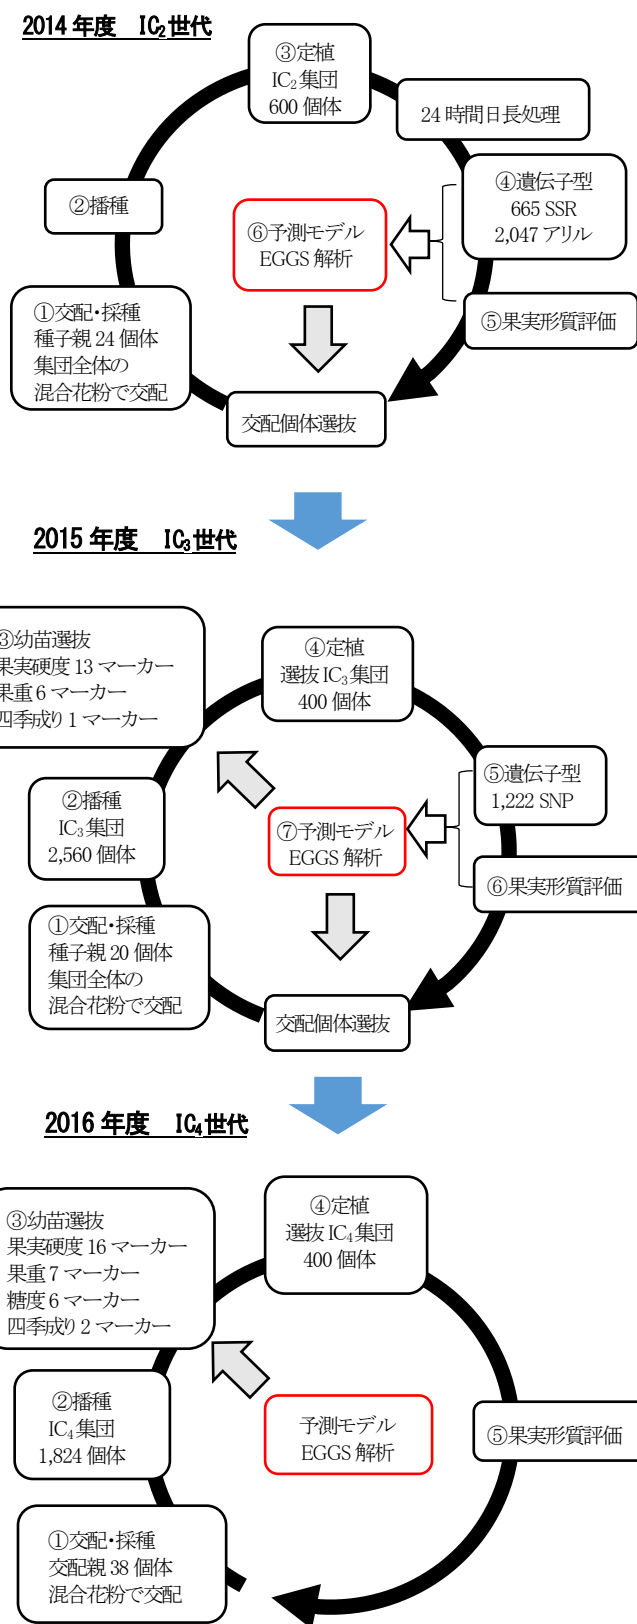 2014 年度　IC₂世代
③定植
IC₂ 集団
600 個体
24 時間日長処理
④遺伝子型
665 SSR
2,047 アリル
②播種
⑥予測モデル
EGGS 解析
①交配・採種
種子親 24 個体
集団全体の
混合花粉で交配
⑤果実形質評価
交配個体選抜
2015 年度　IC₃世代
③幼苗選抜
果実硬度 13 マーカー
果重 6 マーカー
四季成り 1 マーカー
④定植
選抜 IC₃ 集団
400 個体
⑤遺伝子型
1,222 SNP
②播種
IC₃ 集団
2,560 個体
⑦予測モデル
EGGS 解析
⑥果実形質評価
①交配・採種
種子親 20 個体
集団全体の
混合花粉で交配
交配個体選抜
2016 年度　IC₄世代
③幼苗選抜
果実硬度 16 マーカー
果重 7 マーカー
糖度 6 マーカー
四季成り 2 マーカー
④定植
選抜 IC₄ 集団
400 個体
②播種
IC₄ 集団
1,824 個体
予測モデル
EGGS 解析
⑤果実形質評価
①交配・採種
交配親 38 個体
混合花粉で交配